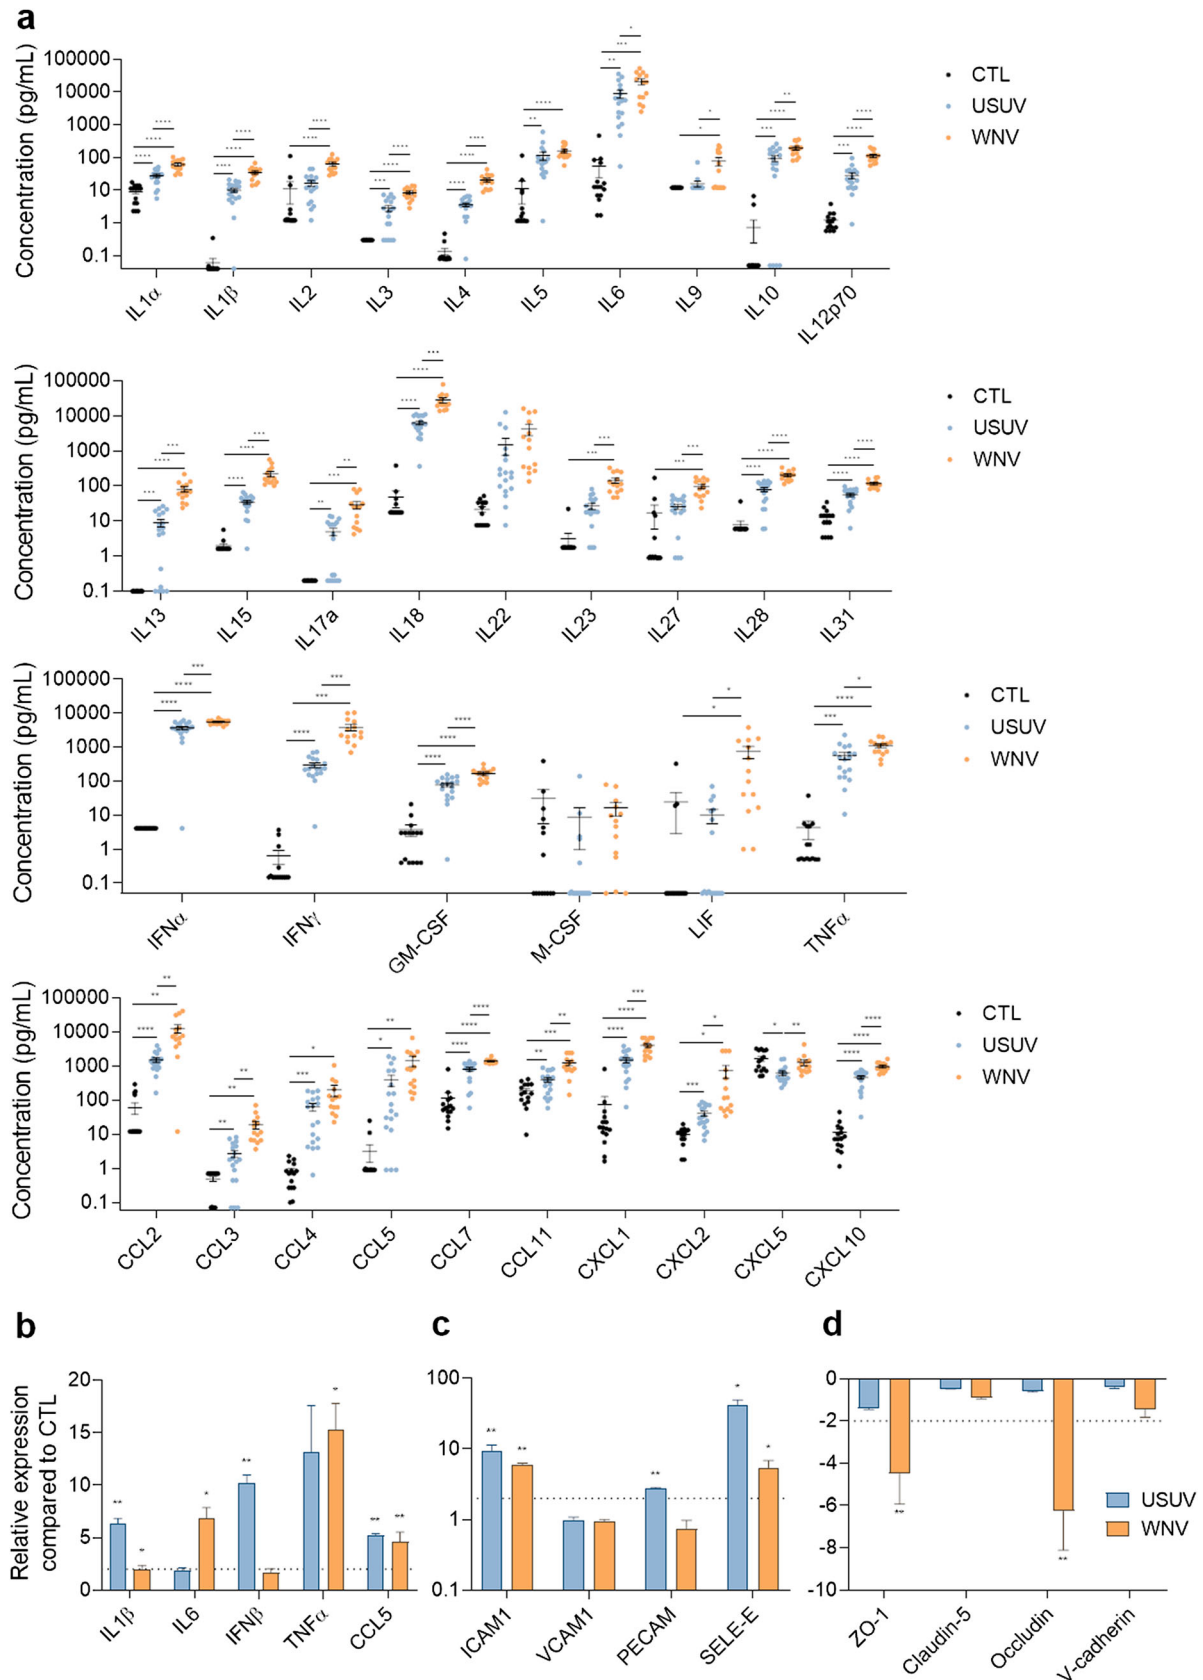 a
Concentration (pg/mL)
100000
10000
1000
100
10
1
0.1
IL1α
IL1β
IL2
IL3
IL4
IL5
IL6
IL9
IL10
IL12p70
CTL
USUV
WNV
Concentration (pg/mL)
100000
10000
1000
100
10
1
0.1
IL13
IL15
IL17a
IL18
IL22
IL23
IL27
IL28
IL31
CTL
USUV
WNV
Concentration (pg/mL)
100000
10000
1000
100
10
1
0.1
IFNα
IFNγ
GM-CSF
M-CSF
LIF
TNFα
CTL
USUV
WNV
Concentration (pg/mL)
100000
10000
1000
100
10
1
0.1
CCL2
CCL3
CCL4
CCL5
CCL7
CCL11
CXCL1
CXCL2
CXCL5
CXCL10
CTL
USUV
WNV
b
Relative expression
compared to CTL
20
15
10
5
0
IL1β
IL6
IFNβ
TNFα
CCL5
c
100
10
1
0.1
ICAM1
VCAM1
PECAM
SELE-E
d
0
-2
-4
-6
-8
-10
ZO-1
Claudin-5
Occludin
V-cadherin
USUV
WNV